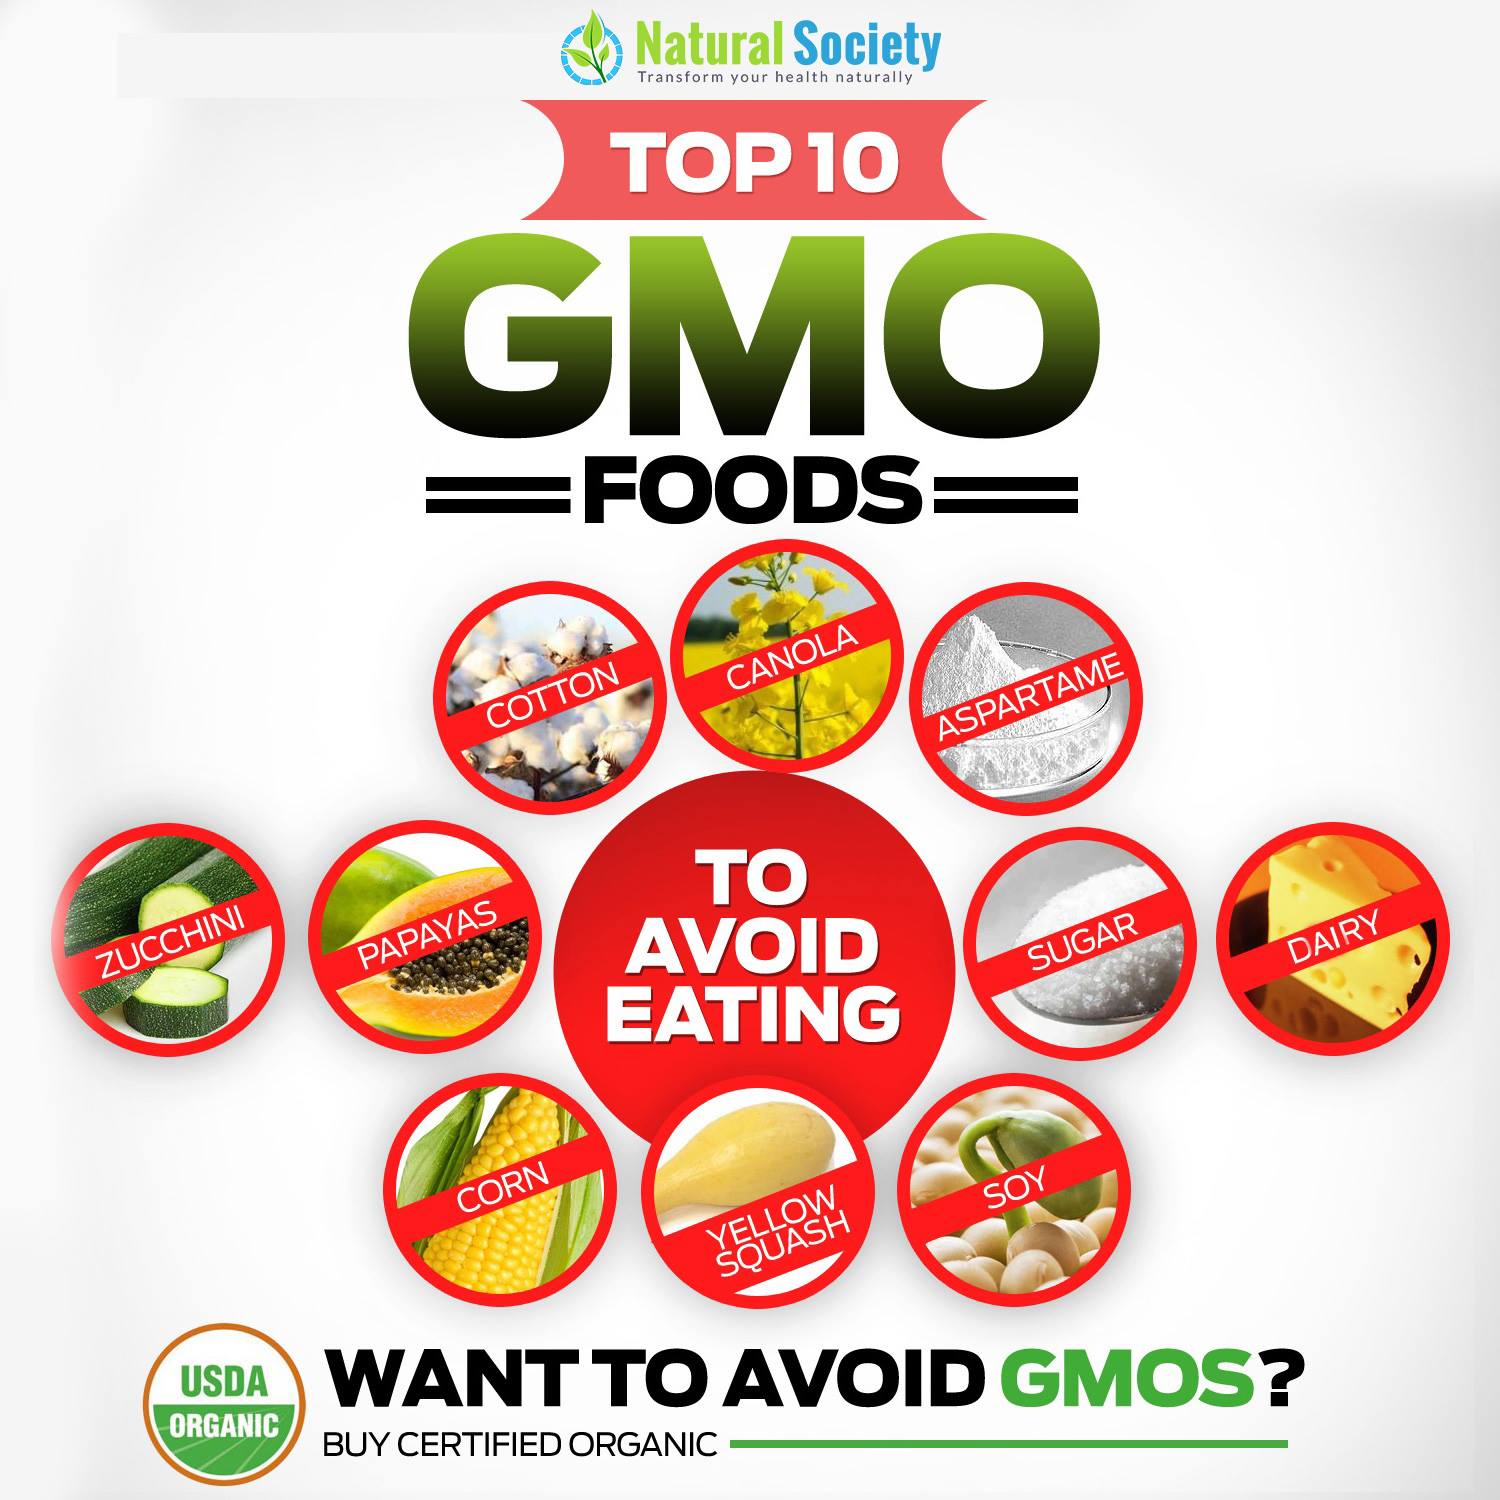 Natural Society
Transform your health naturally
TOP 10
GMO
FOODS
COTTON
CANOLA
ASPARTAME
ZUCCHINI
PAPAYAS
TO
AVOID
EATING
SUGAR
DAIRY
CORN
YELLOW
SQUASH
SOY
USDA
ORGANIC
WANT TO AVOID GMOS?
BUY CERTIFIED ORGANIC